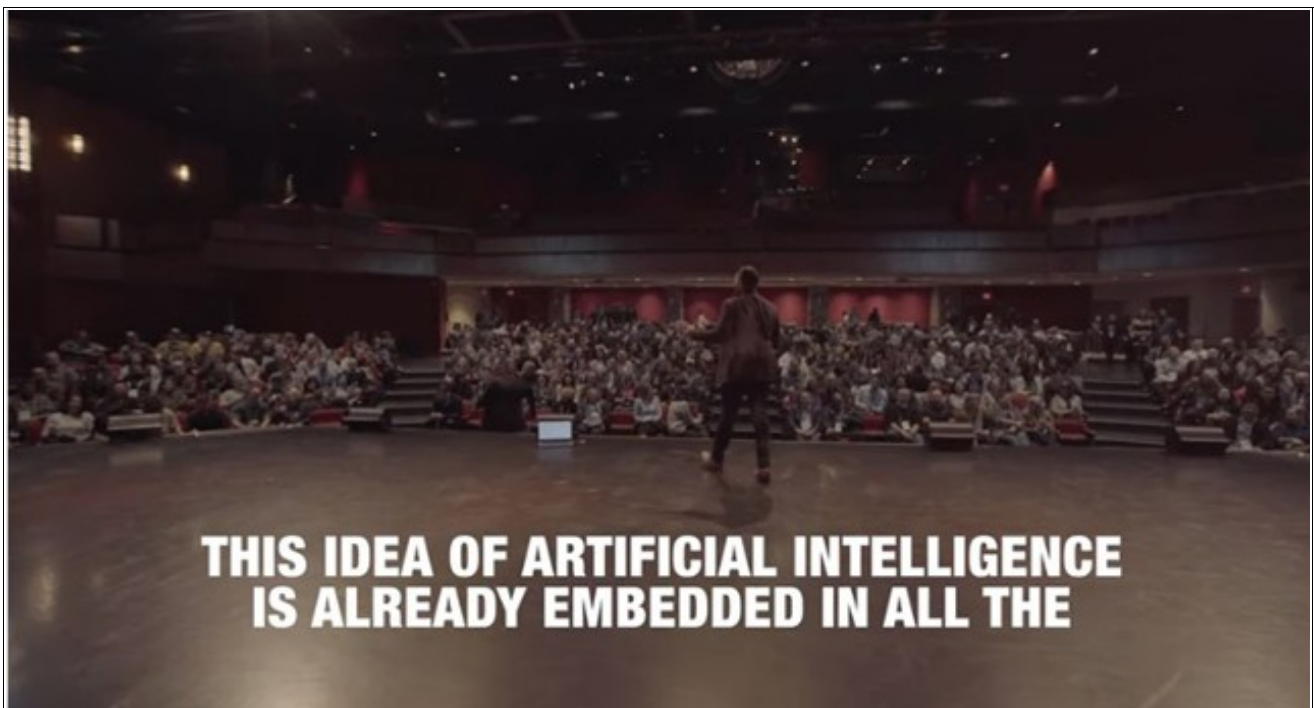 THIS IDEA OF ARTIFICIAL INTELLIGENCE
IS ALREADY EMBEDDED IN ALL THE